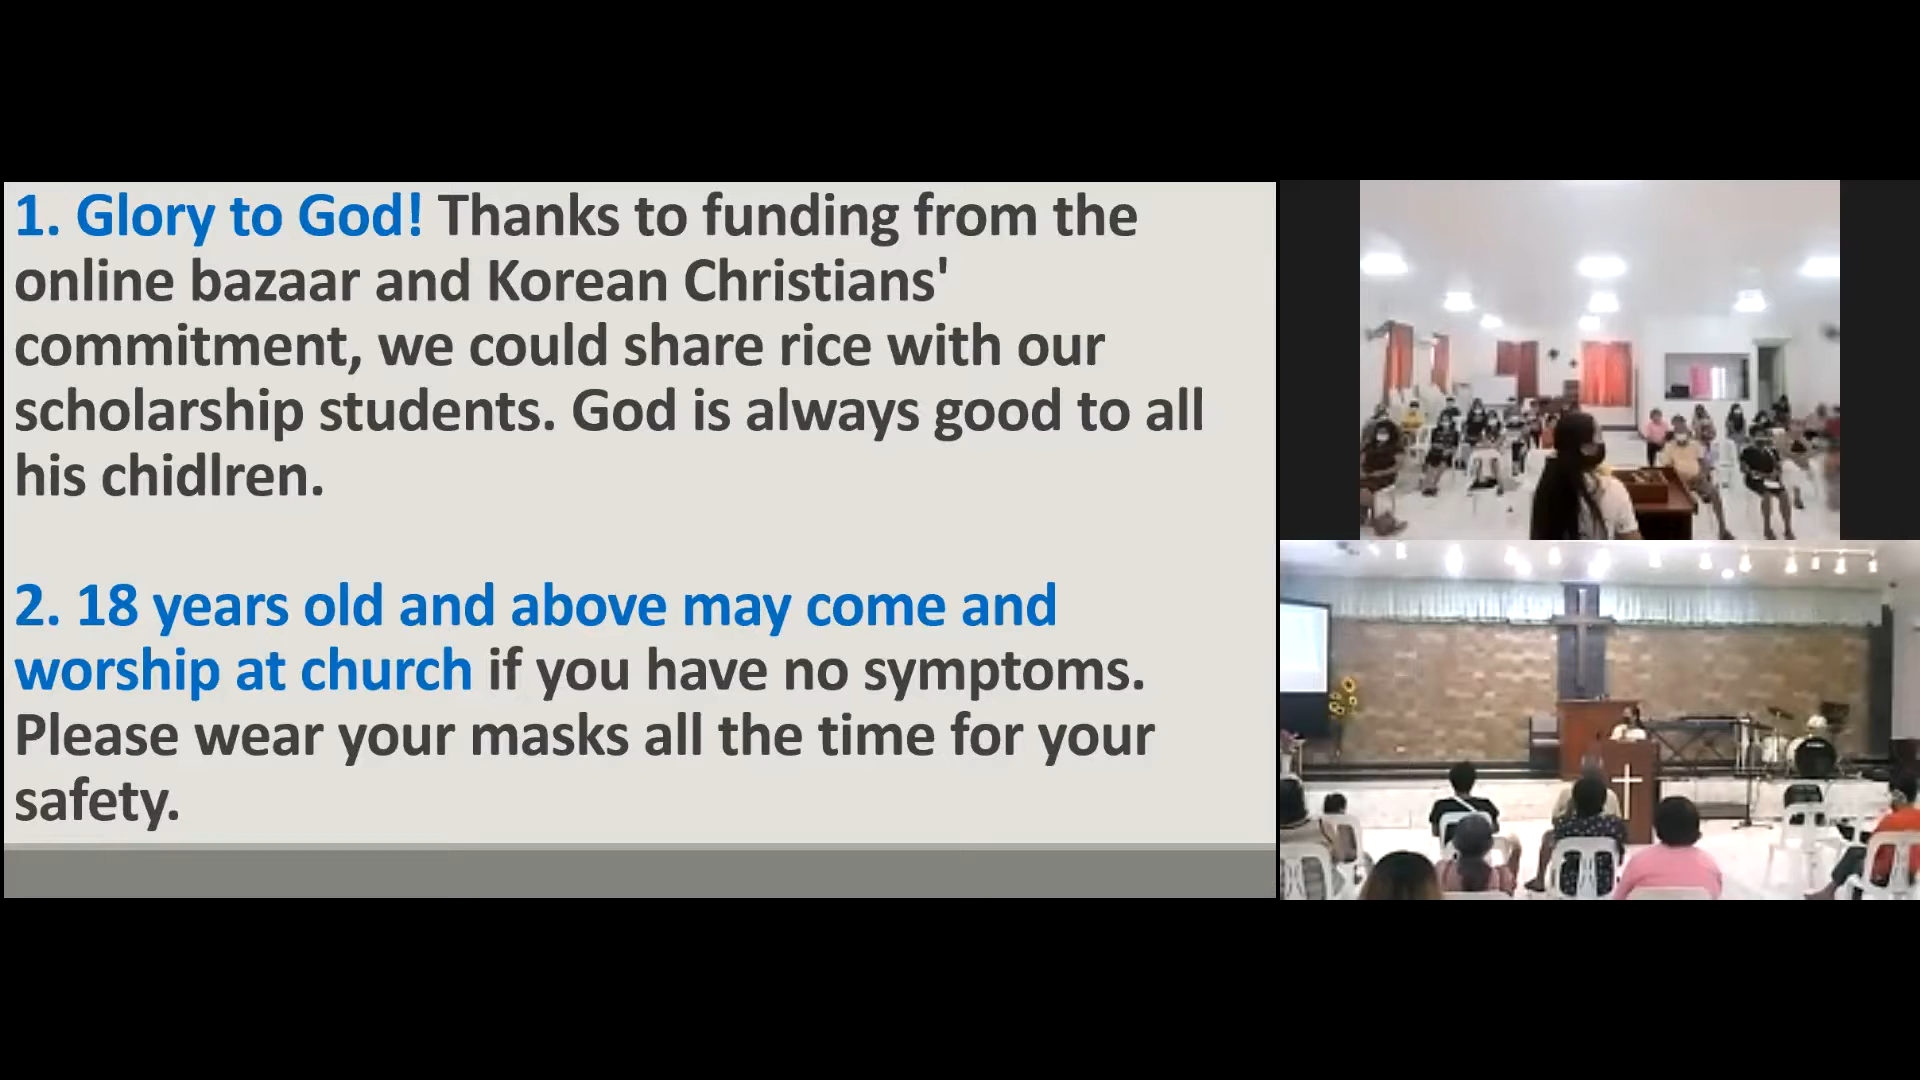 1. Glory to God! Thanks to funding from the
online bazaar and Korean Christians'
commitment, we could share rice with our
scholarship students. God is always good to all
his chidlren.
2. 18 years old and above may come and
worship at church if you have no symptoms.
Please wear your masks all the time for your
safety.